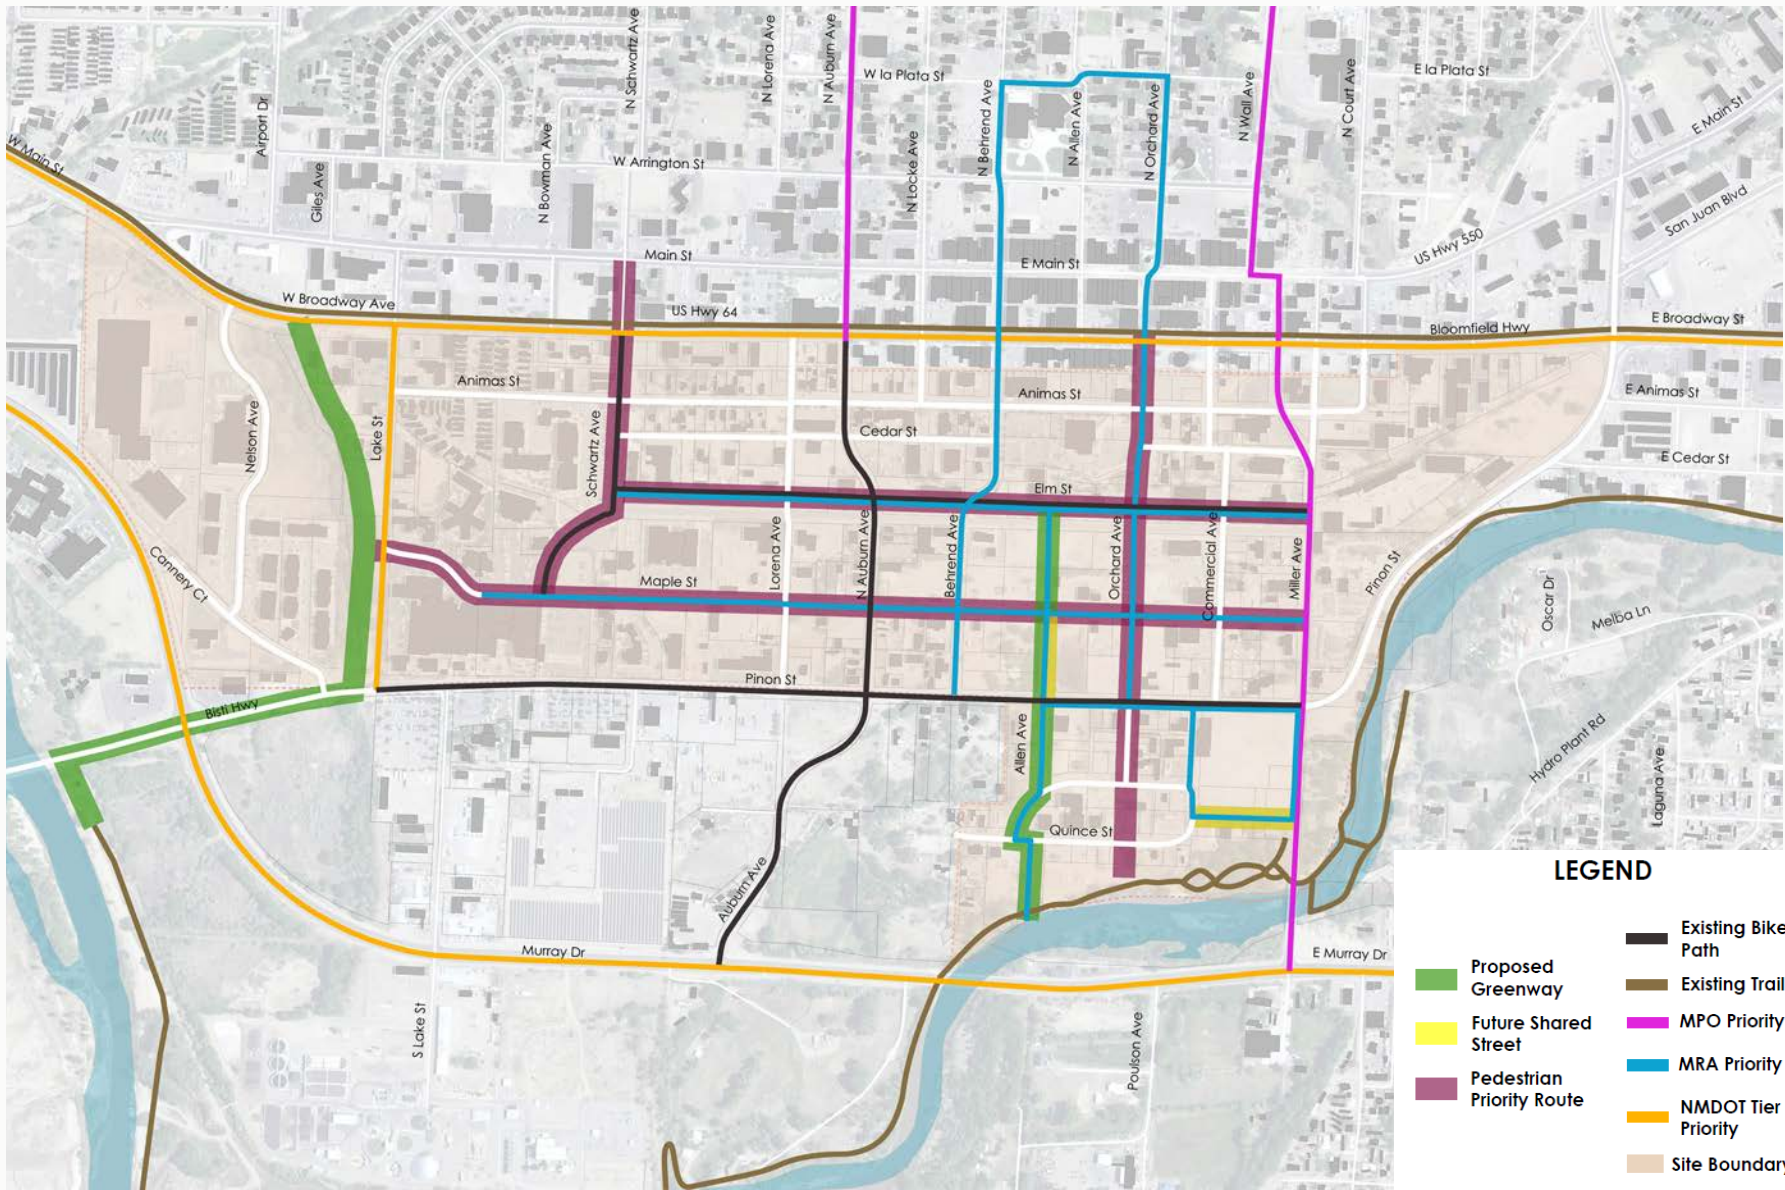 W la Plata St
E la Plata St
N Schwartz Ave
N Lorena Ave
N Auburn Ave
N Behrend Ave
N Allen Ave
N Orchard Ave
N Wall Ave
N Court Ave
E Main St
Airport Dr
W Main St
Giles Ave
N Bowman Ave
W Arrington St
N Locke Ave
San Juan Blvd
US Hwy 550
Main St
E Main St
W Broadway Ave
US Hwy 64
Bloomfield Hwy
E Broadway St
Animas St
Animas St
E Animas St
Nelson Ave
Lake St
Schwartz Ave
Cedar St
E Cedar St
Elm St
Cannery Ct
Maple St
Lorena Ave
N Auburn Ave
Behrend Ave
Orchard Ave
Commercial Ave
Miller Ave
Pinon St
Oscar Dr
Melba Ln
Pinon St
Bisti Hwy
Allen Ave
Hydro Plant Rd
Laguna Ave
Quince St
Auburn Ave
Murray Dr
E Murray Dr
S Lake St
Poulson Ave
LEGEND
Proposed
Greenway
Future Shared
Street
Pedestrian
Priority Route
Existing Bike
Path
Existing Trail
MPO Priority
MRA Priority
NMDOT Tier
Priority
Site Boundary